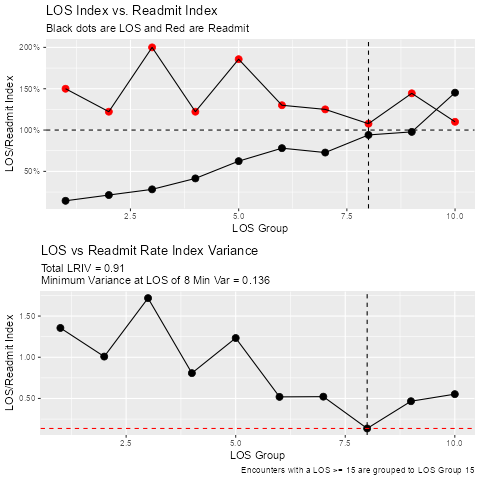 LOS Index vs. Readmit Index
Black dots are LOS and Red are Readmit
LOS/Readmit Index
200%
150%
100%
50%
2.5 5.0 7.5 10.0
LOS Group
LOS vs Readmit Rate Index Variance
Total LRIV = 0.91
Minimum Variance at LOS of 8 Min Var = 0.136
LOS/Readmit Index
1.50
1.00
0.50
2.5 5.0 7.5 10.0
LOS Group
Encounters with a LOS >= 15 are grouped to LOS Group 15